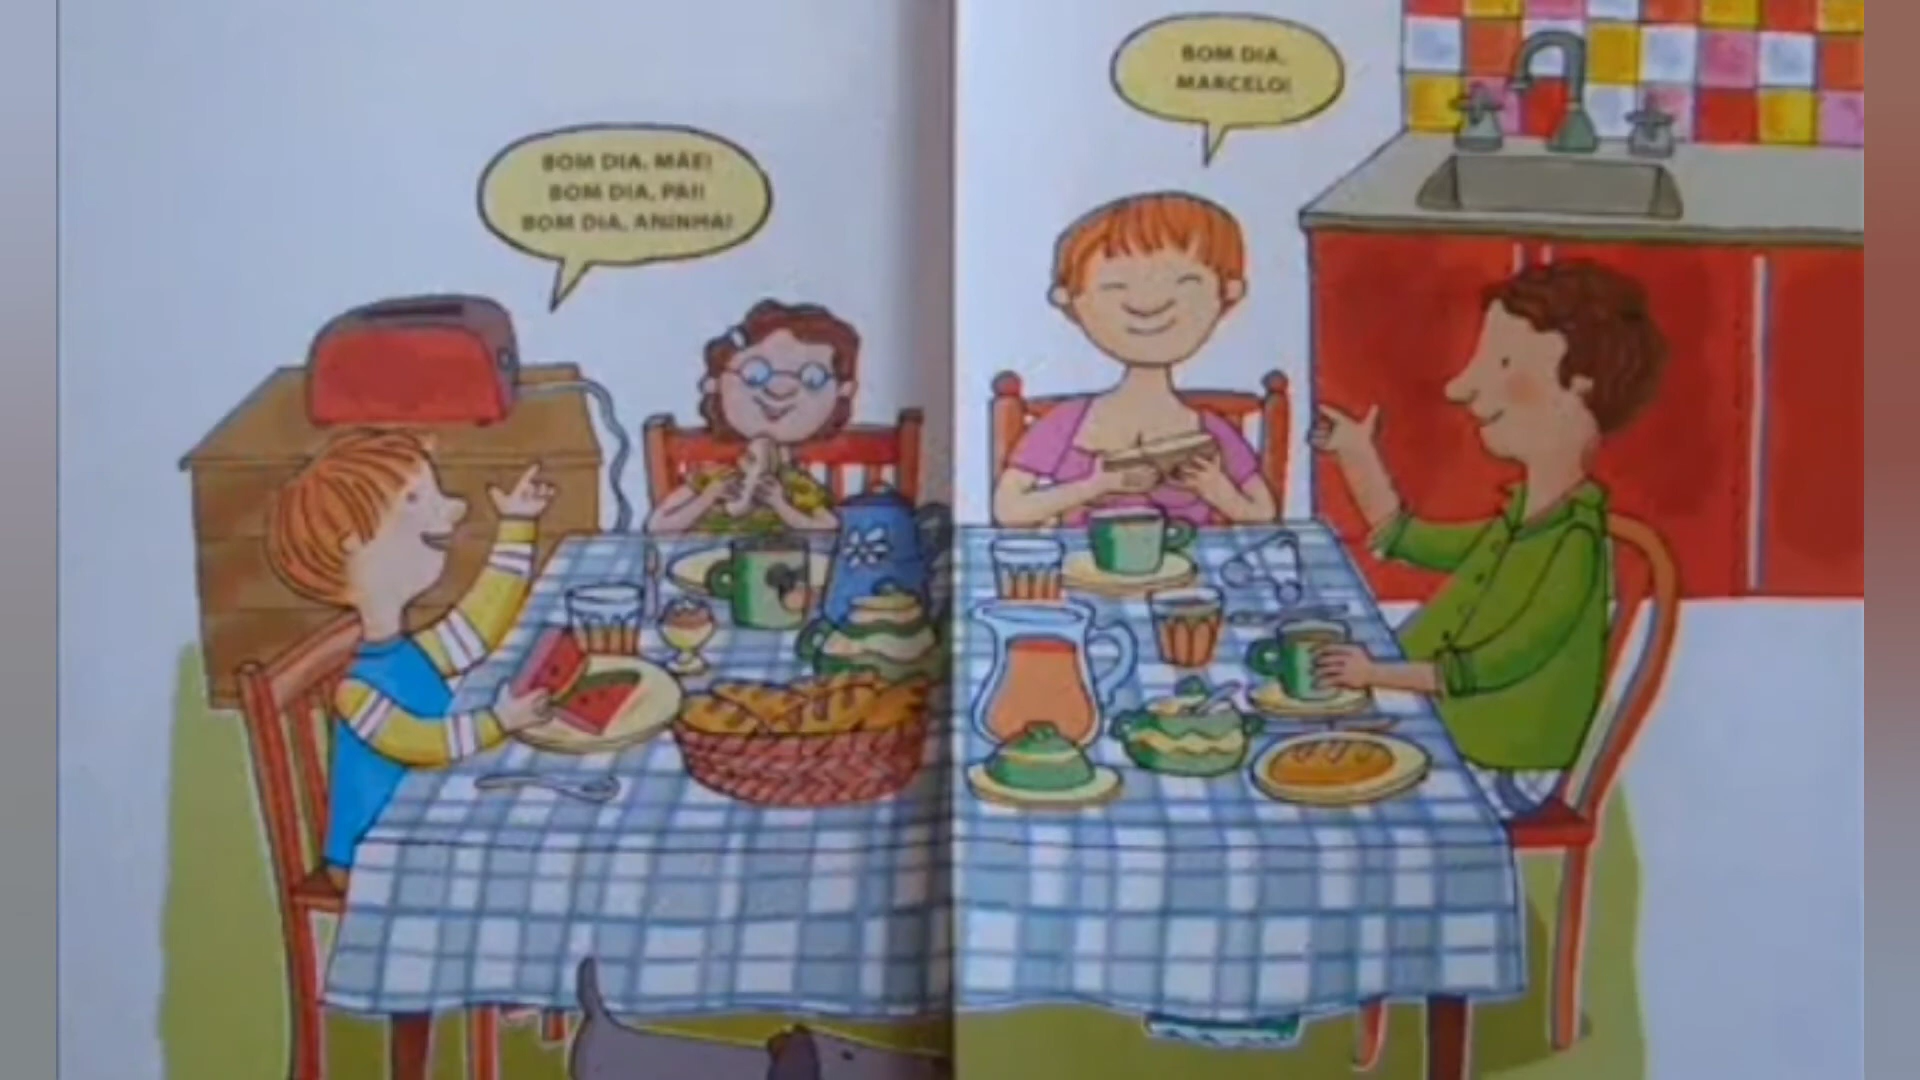 BOM DIA, MÃE!
BOM DIA, PAI!
BOM DIA, ANINHA!
BOM DIA,
MARCELO!